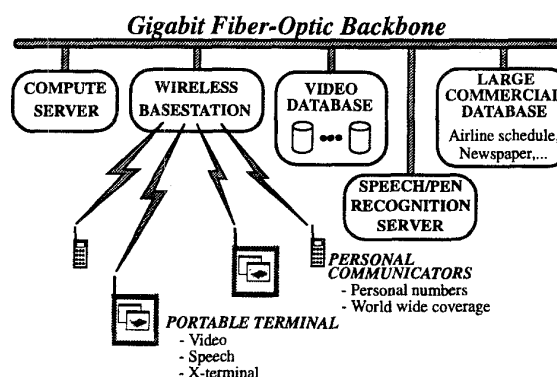 Gigabit Fiber-Optic Backbone
COMPUTE
SERVER
WIRELESS
BASESTATION
VIDEO
DATABASE
LARGE
COMMERCIAL
DATABASE
Airline schedule,
Newspaper,...
SPEECH/PEN
RECOGNITION
SERVER
PERSONAL
COMMUNICATORS
- Personal numbers
- World wide coverage
PORTABLE TERMINAL
- Video
- Speech
- X-terminal